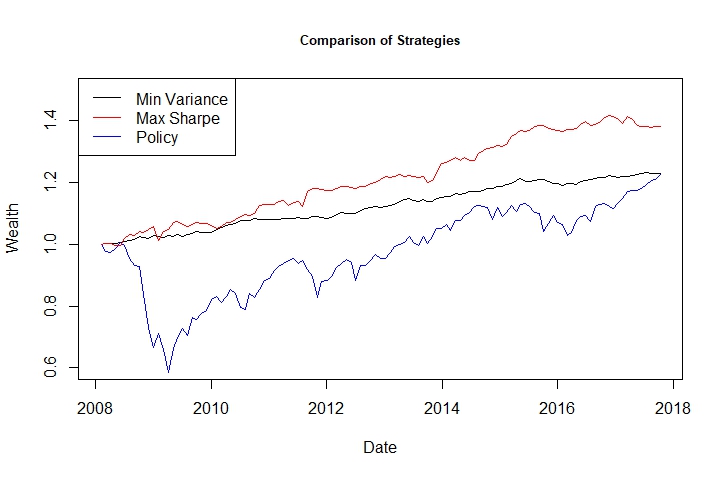 Comparison of Strategies
Min Variance
Max Sharpe
Policy
Wealth
1.4
1.2
1.0
0.8
0.6
2008 2010 2012 2014 2016 2018
Date